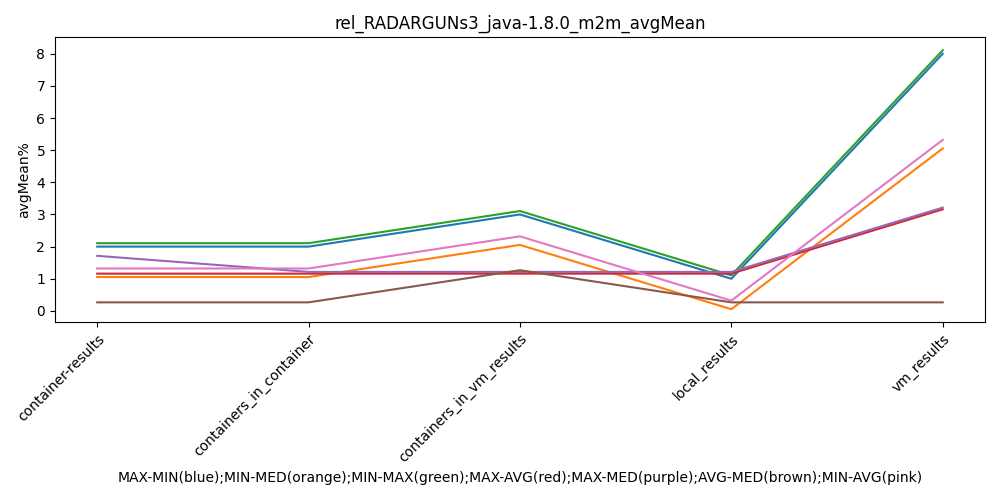 rel_RADARGUNs3_java-1.8.0_m2m_avgMean
8
7
6
5
4
3
2
1
0
avgMean%
container-results
containers_in_container
containers_in_vm_results
local_results
vm_results
MAX-MIN(blue);MIN-MED(orange);MIN-MAX(green);MAX-AVG(red);MAX-MED(purple);AVG-MED(brown);MIN-AVG(pink)